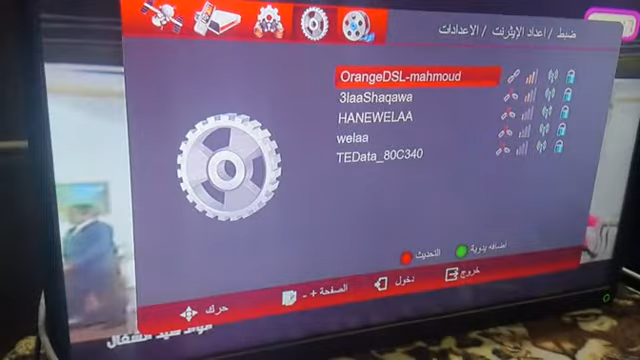 ضبط / اعداد الإنترنت / الاعدادات
OrangeDSL-mahmoud
3laaShaqawa
HANEWELAA
welaa
TEData_80C340
التحديث اضافه يدوية
حرك الصفحة + - دخول خروج